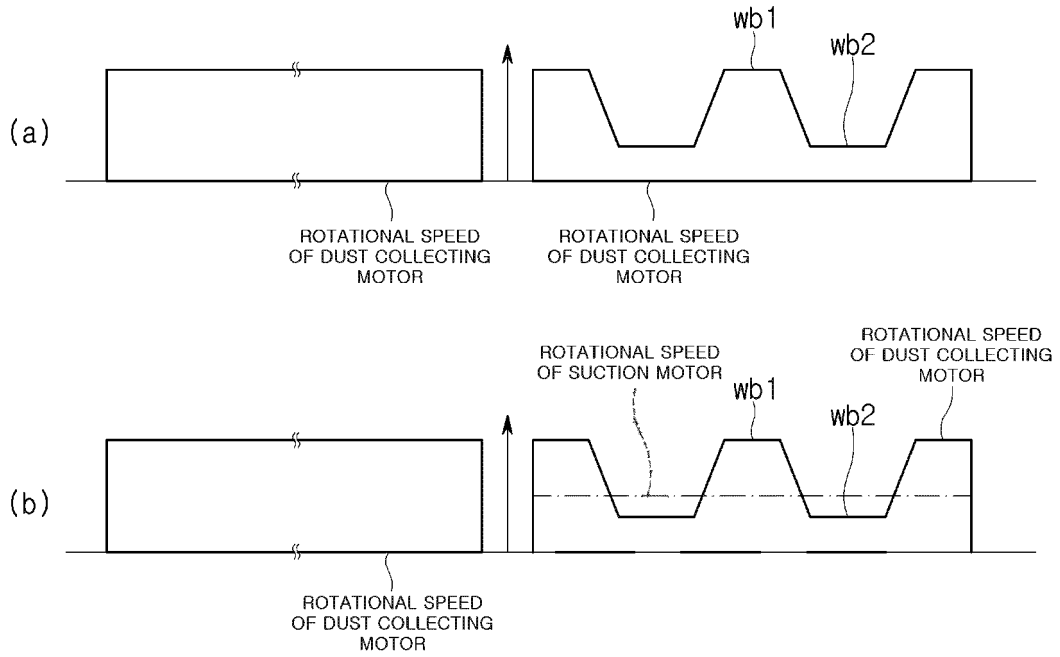 wb1
wb2
(a)
ROTATIONAL SPEED
OF DUST COLLECTING
MOTOR
ROTATIONAL SPEED
OF DUST COLLECTING
MOTOR
ROTATIONAL SPEED
OF SUCTION MOTOR
ROTATIONAL SPEED
OF DUST COLLECTING
MOTOR
wb1
wb2
(b)
ROTATIONAL SPEED
OF DUST COLLECTING
MOTOR